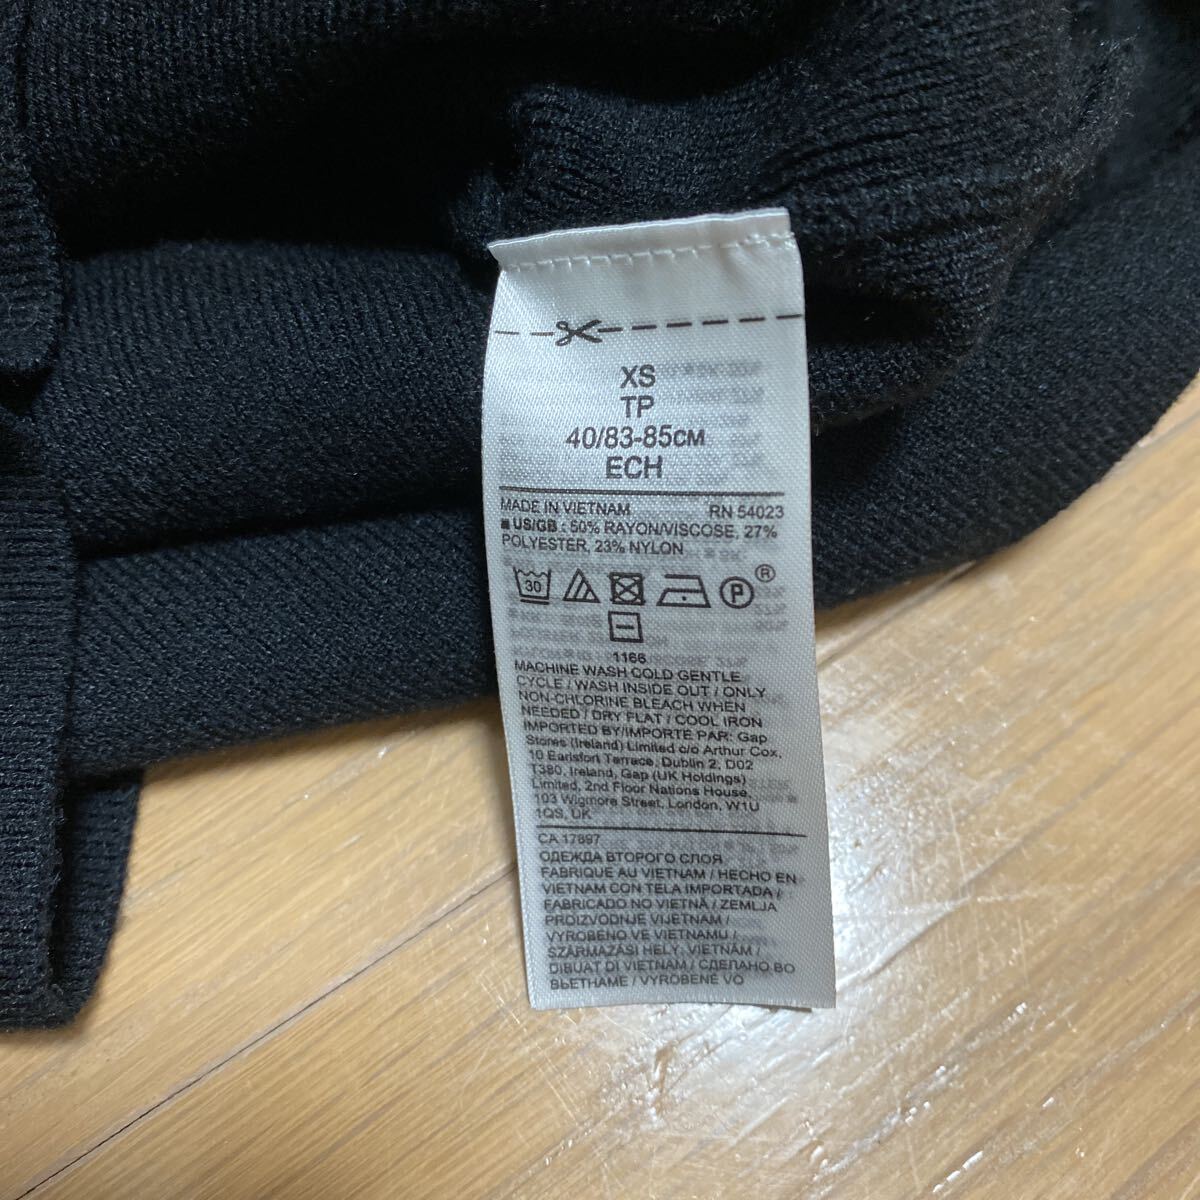 XS
TP
40/83-85CM
ECH
MADE IN VIETNAM RN 54023
■ US/GB : 50% RAYON/VISCOSE, 27%
POLYESTER, 23% NYLON
30 P ®
1166
MACHINE WASH COLD GENTLE
CYCLE / WASH INSIDE OUT / ONLY
NON-CHLORINE BLEACH WHEN
NEEDED / DRY FLAT / COOL IRON
IMPORTED BY/IMPORTE PAR: Gap
Stores (Ireland) Limited c/o Arthur Cox,
10 Earlsfort Terrace, Dublin 2, D02
T380, Ireland, Gap (UK Holdings)
Limited, 2nd Floor Nations House,
103 Wigmore Street, London, W1U
1QS, UK
CA 17897
ОДЕЖДА ВТОРОГО СЛОЯ
FABRIQUE AU VIETNAM / HECHO EN
VIETNAM CON TELA IMPORTADA /
FABRICADO NO VIETNÃ / ZEMLJA
PROIZVODNJE VIJETNAM /
VYROBENO VE VIETNAMU /
SZÁRMAZÁSI HELY: VIETNÁM /
DIBUAT DI VIETNAM / СДЕЛАНО ВО
ВЬЕТНАМЕ / VYROBENÉ VO